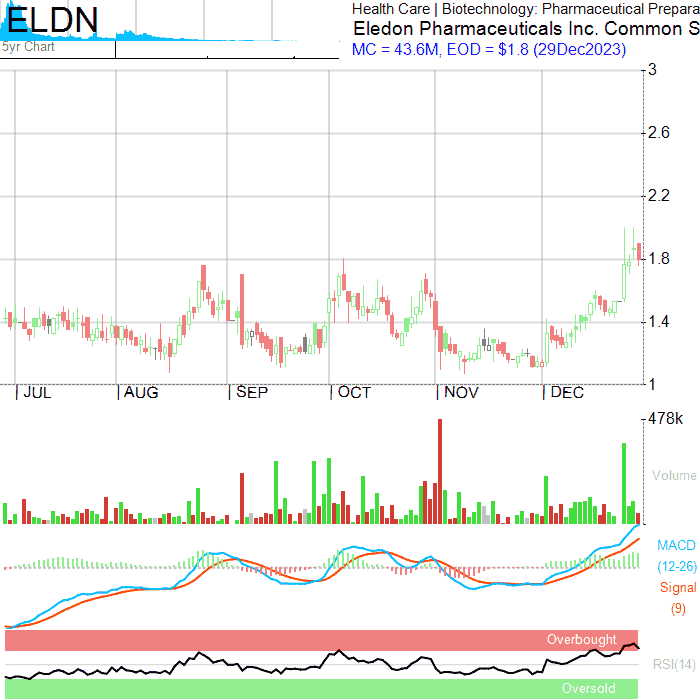 ELDN
5yr Chart
Health Care | Biotechnology: Pharmaceutical Prepara
Eledon Pharmaceuticals Inc. Common S
MC = 43.6M, EOD = $1.8 (29Dec2023)
3
2.6
2.2
1.8
1.4
1
JUL AUG SEP OCT NOV DEC
478k
Volume
MACD
(12-26)
Signal
(9)
Overbought
RSI(14)
Oversold